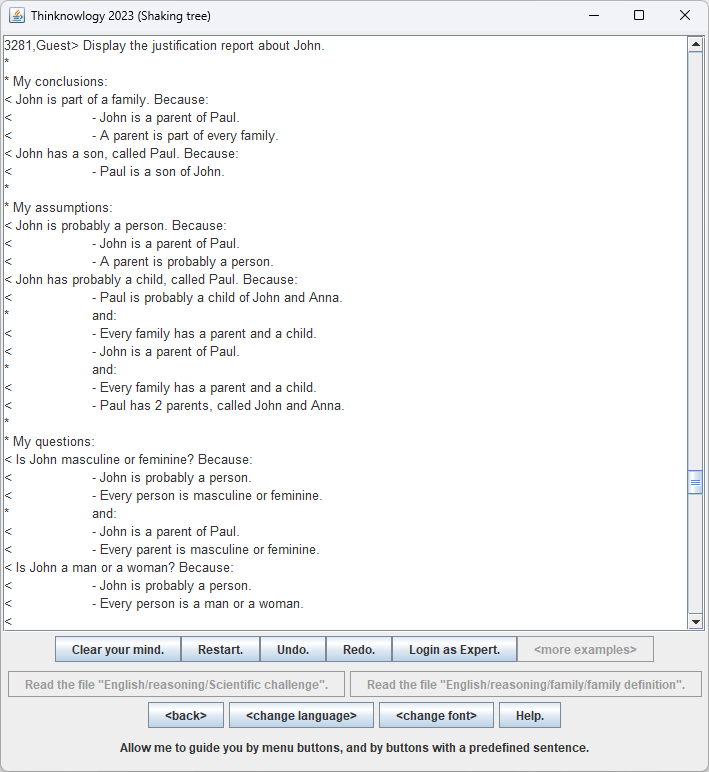 Thinknowlogy 2023 (Shaking tree)
3281,Guest> Display the justification report about John.
*
* My conclusions:
< John is part of a family. Because:
< - John is a parent of Paul.
< - A parent is part of every family.
< John has a son, called Paul. Because:
< - Paul is a son of John.
*
* My assumptions:
< John is probably a person. Because:
< - John is a parent of Paul.
< - A parent is probably a person.
< John has probably a child, called Paul. Because:
< - Paul is probably a child of John and Anna.
* and:
< - Every family has a parent and a child.
< - John is a parent of Paul.
* and:
< - Every family has a parent and a child.
< - Paul has 2 parents, called John and Anna.
*
* My questions:
< Is John masculine or feminine? Because:
< - John is probably a person.
< - Every person is masculine or feminine.
* and:
< - John is a parent of Paul.
< - Every parent is masculine or feminine.
< Is John a man or a woman? Because:
< - John is probably a person.
< - Every person is a man or a woman.
<
Clear your mind. Restart. Undo. Redo. Login as Expert. <more examples>
Read the file "English/reasoning/Scientific challenge". Read the file "English/reasoning/family/family definition".
<back> <change language> <change font> Help.
Allow me to guide you by menu buttons, and by buttons with a predefined sentence.